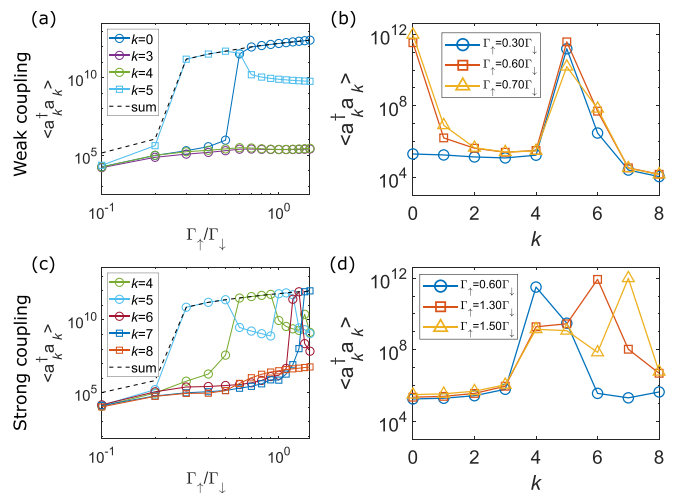 (a)
Weak coupling
<a†k ak>
10^10
10^5
k=0
k=3
k=4
k=5
sum
10^-1
10^0
Γ↑/Γ↓
(b)
<a†k ak>
10^12
10^8
10^4
Γ↑=0.30Γ↓
Γ↑=0.60Γ↓
Γ↑=0.70Γ↓
0 2 4 6 8
k
(c)
Strong coupling
<a†k ak>
10^10
10^5
k=4
k=5
k=6
k=7
k=8
sum
10^-1
10^0
Γ↑/Γ↓
(d)
<a†k ak>
10^12
10^8
10^4
Γ↑=0.60Γ↓
Γ↑=1.30Γ↓
Γ↑=1.50Γ↓
0 2 4 6 8
k